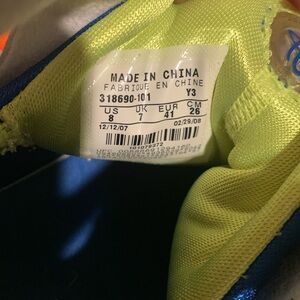 MADE IN CHINA
FABRIQUE EN CHINE
318690-101 Y3
US UK EUR CM
8 7 41 26
12/12/07 02/29/08